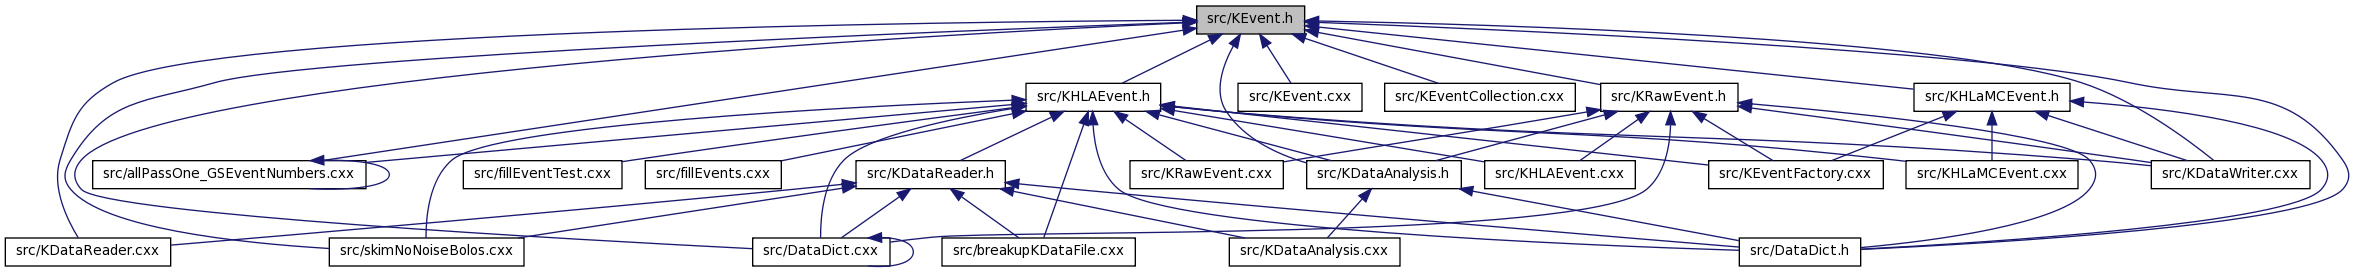 src/KEvent.h
src/KHLAEvent.h
src/KEvent.cxx
src/KEventCollection.cxx
src/KRawEvent.h
src/KHLaMCEvent.h
src/allPassOne_GSEventNumbers.cxx
src/fillEventTest.cxx
src/fillEvents.cxx
src/KDataReader.h
src/KRawEvent.cxx
src/KDataAnalysis.h
src/KHLAEvent.cxx
src/KEventFactory.cxx
src/KHLaMCEvent.cxx
src/KDataWriter.cxx
src/KDataReader.cxx
src/skimNoNoiseBolos.cxx
src/DataDict.cxx
src/breakupKDataFile.cxx
src/KDataAnalysis.cxx
src/DataDict.h